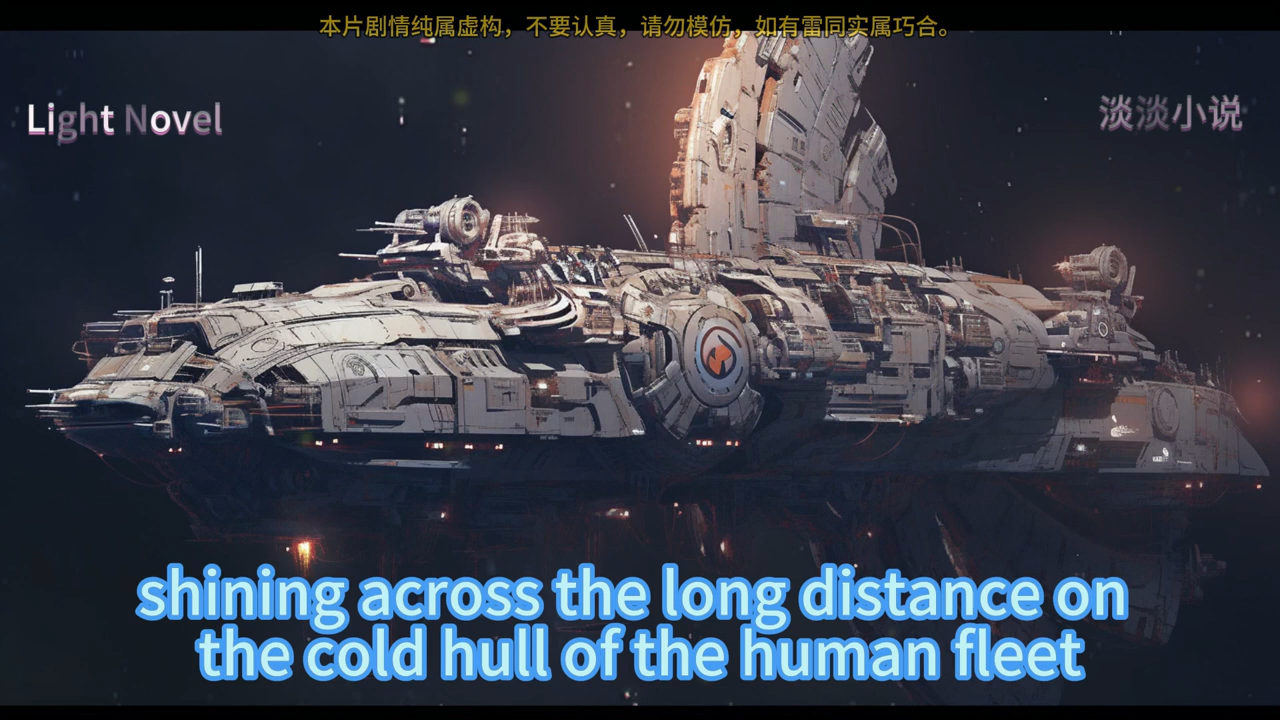 本片剧情纯属虚构，不要认真，请勿模仿，如有雷同实属巧合。
Light Novel
淡淡小说
shining across the long distance on
the cold hull of the human fleet